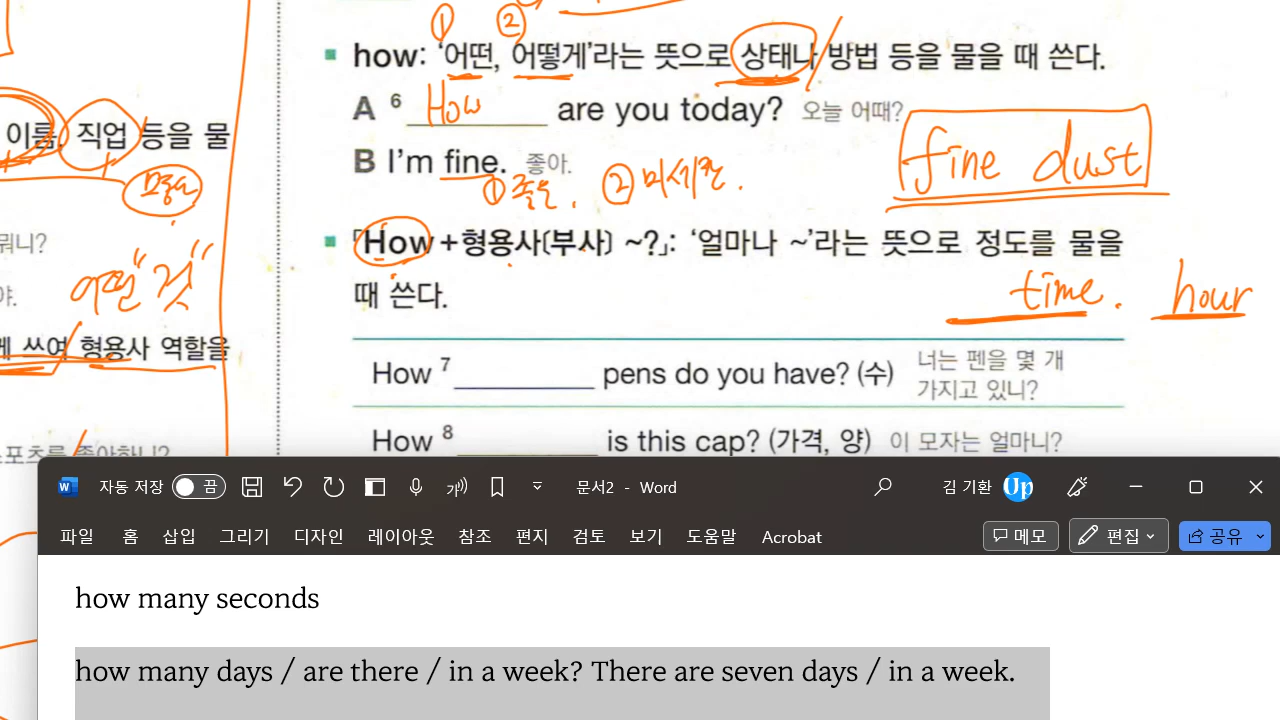 ① ②
how: '어떤, 어떻게'라는 뜻으로 상태나 방법 등을 물을 때 쓴다.
A 6 How are you today? 오늘 어때?
B I'm fine. 좋아.
① 좋은. ② 미세한.
fine dust
이름, 직업 등을 물
「How+형용사(부사) ~?」: '얼마나 ~'라는 뜻으로 정도를 물을
때 쓴다.
time. hour
뭐니?
어떤 "것"
야.
게 쓰여 형용사 역할을
How 7 pens do you have? (수) 너는 펜을 몇 개
가지고 있니?
How 8 is this cap? (가격, 양) 이 모자는 얼마니?
스포츠를 좋아하니?
자동 저장 끔 문서2 - Word 김 기환 Up
파일 홈 삽입 그리기 디자인 레이아웃 참조 편지 검토 보기 도움말 Acrobat 메모 편집 공유
how many seconds
how many days / are there / in a week? There are seven days / in a week.